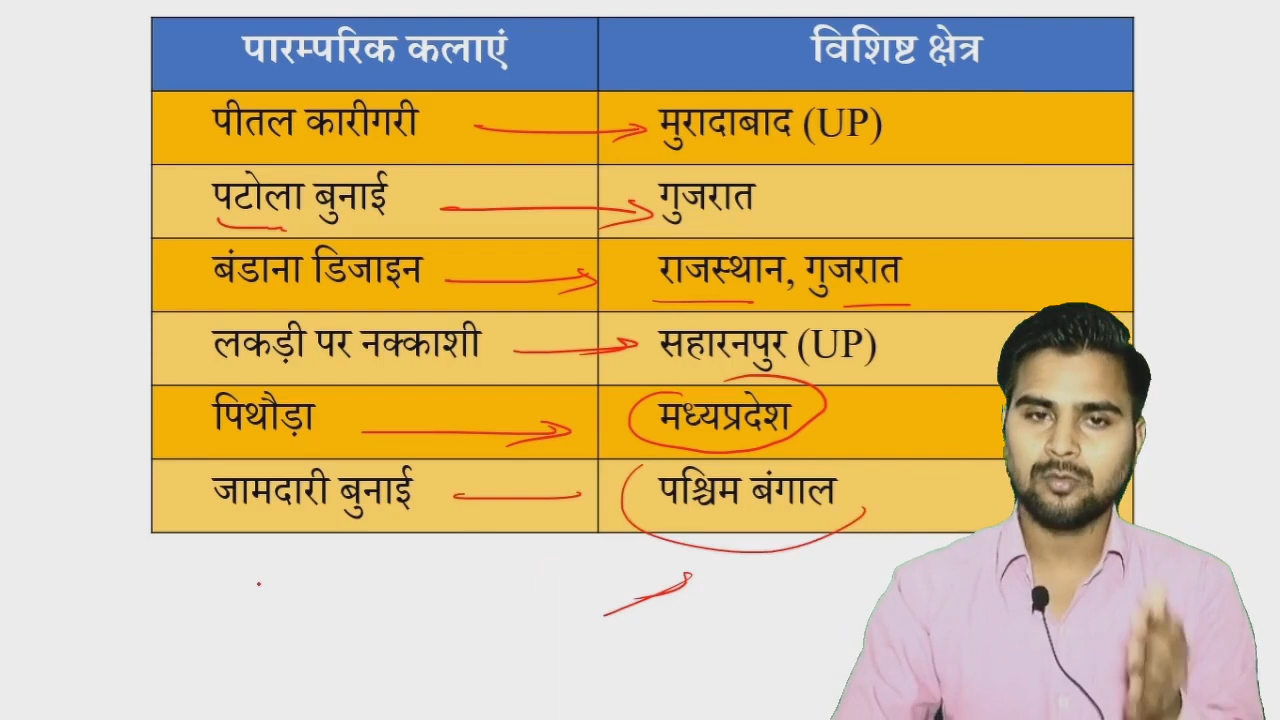 पारम्परिक कलाएं विशिष्ट क्षेत्र
पीतल कारीगरी मुरादाबाद (UP)
पटोला बुनाई गुजरात
बंडाना डिजाइन राजस्थान, गुजरात
लकड़ी पर नक्काशी सहारनपुर (UP)
पिथौड़ा मध्यप्रदेश
जामदारी बुनाई पश्चिम बंगाल